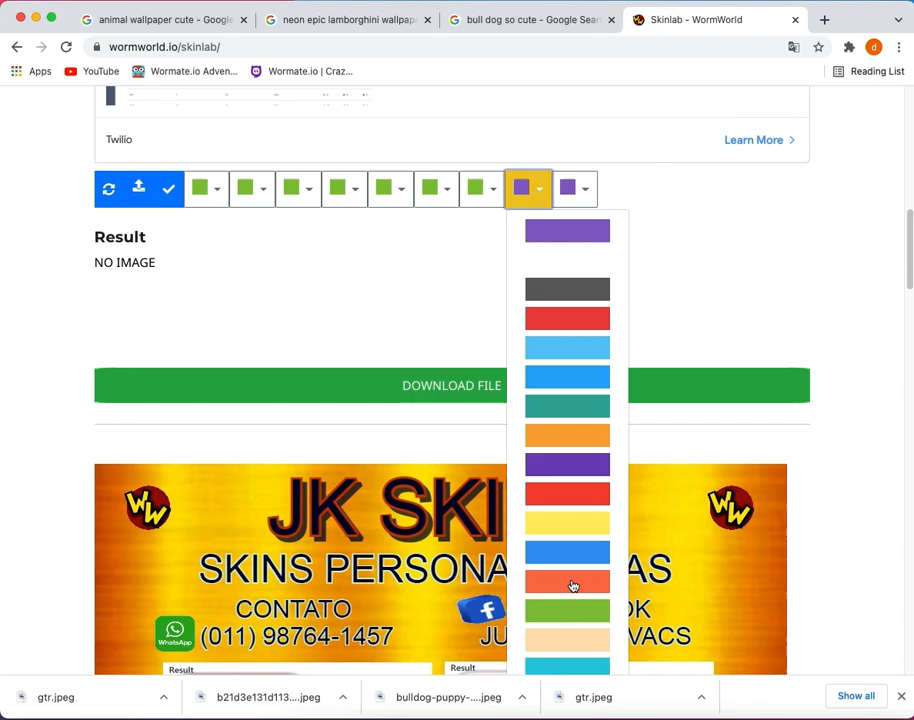 animal wallpaper cute - Google
neon epic lamborghini wallpape
bull dog so cute - Google Sear
Skinlab - WormWorld
wormworld.io/skinlab/
d
Apps
YouTube
Wormate.io Adven...
Wormate.io | Craz...
Reading List
Twilio
Learn More
Result
NO IMAGE
DOWNLOAD FILE
WW
JK SKI
WW
SKINS PERSONA
AS
CONTATO
f
OK
WhatsApp
(011) 98764-1457
JU
VACS
Result
Result
gtr.jpeg
b21d3e131d113....jpeg
bulldog-puppy-....jpeg
gtr.jpeg
Show all